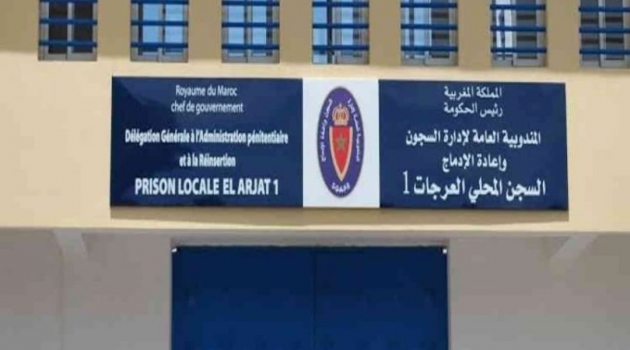 Royaume du Maroc
chef de gouvernement
Délégation Générale à l'Administration pénitentiaire
et à la Réinsertion
PRISON LOCALE EL ARJAT 1
المملكة المغربية
رئيس الحكومة
المندوبية العامة لإدارة السجون
وإعادة الإدماج
السجن المحلي العرجات 1